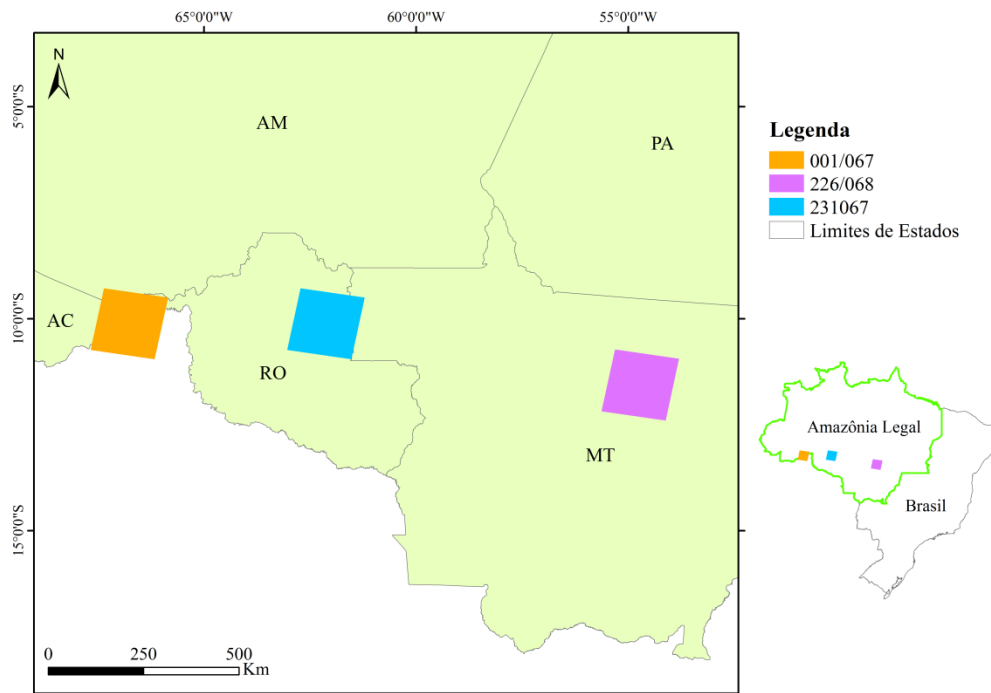 65°0'0"W 60°0'0"W 55°0'0"W
N
5°0'0"S
10°0'0"S
15°0'0"S
AM
PA
AC
RO
MT
0 250 500
Km
Legenda
001/067
226/068
231067
Limites de Estados
Amazônia Legal
Brasil